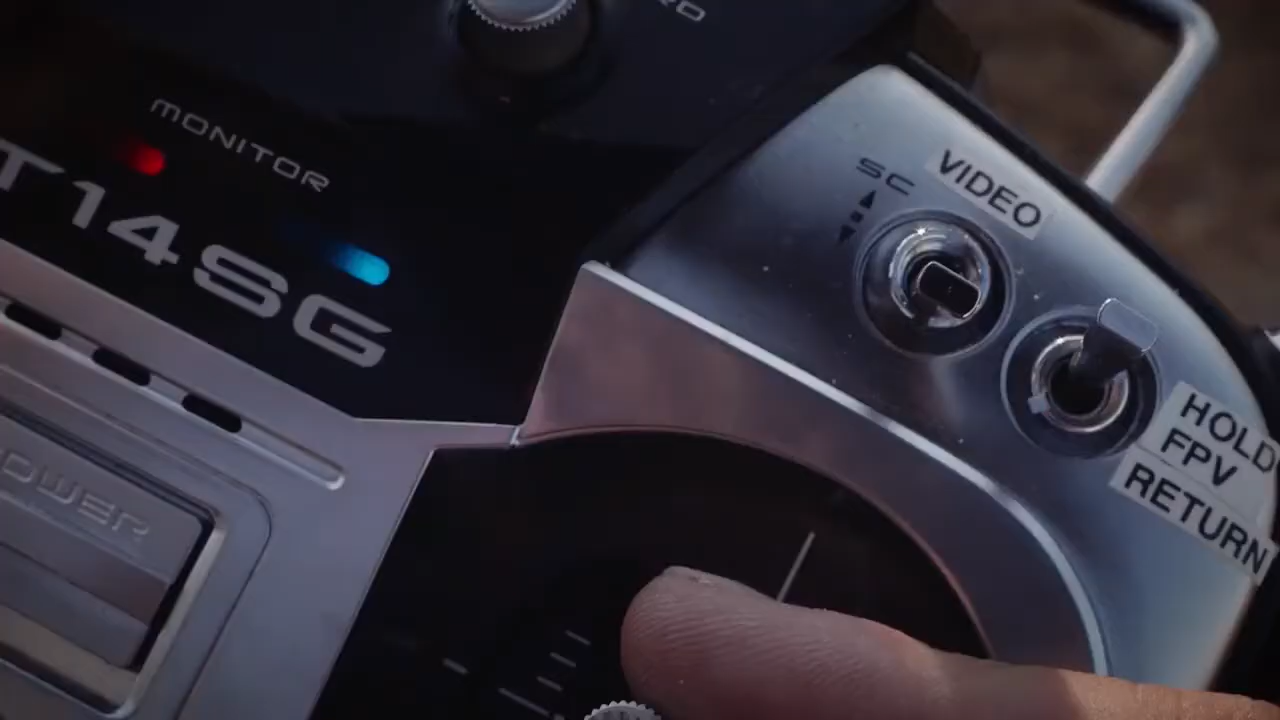 MONITOR
T14SG
SC
VIDEO
HOLD
FPV
RETURN